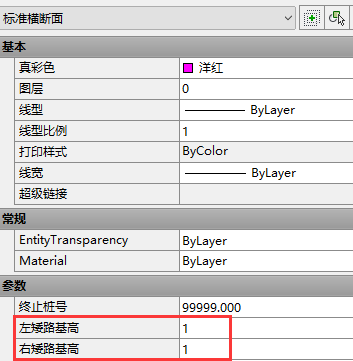 标准横断面
基本
真彩色 洋红
图层 0
线型 ByLayer
线型比例 1
打印样式 ByColor
线宽 ByLayer
超级链接
常规
EntityTransparency ByLayer
Material ByLayer
参数
终止桩号 99999.000
左矮路基高 1
右矮路基高 1